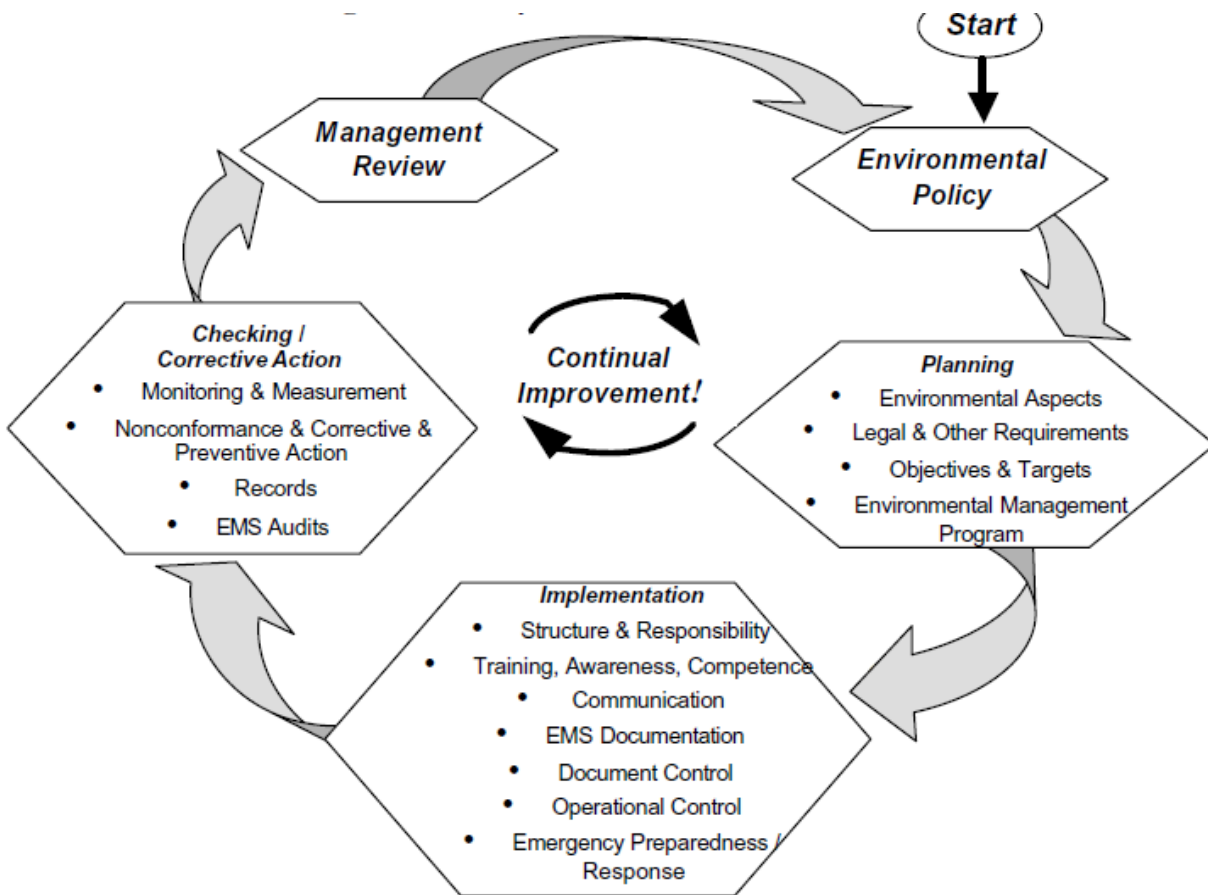 Start
Management
Review
Environmental
Policy
Checking /
Corrective Action
• Monitoring & Measurement
• Nonconformance & Corrective &
Preventive Action
• Records
• EMS Audits
Continual
Improvement!
Planning
• Environmental Aspects
• Legal & Other Requirements
• Objectives & Targets
• Environmental Management
Program
Implementation
• Structure & Responsibility
• Training, Awareness, Competence
• Communication
• EMS Documentation
• Document Control
• Operational Control
• Emergency Preparedness /
Response